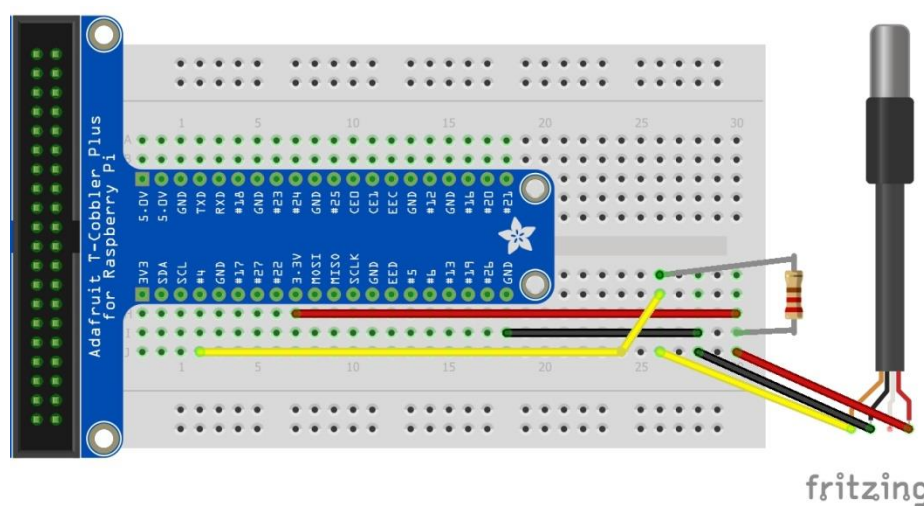 Adafruit T-Cobbler Plus
for Raspberry Pi
1 5 10 15 20 25 30
A
5.0V 5.0V GND TXD RXD #18 GND #23 #24 GND #25 CE0 CE1 EEC GND #12 GND #16 #20 #21
3V3 SDA SCL #4 GND #17 #27 #22 3.3V MOSI MISO SCLK GND EED #5 #6 #13 #19 #26 GND
I
J
1 5 10 15 20 25
fritzing